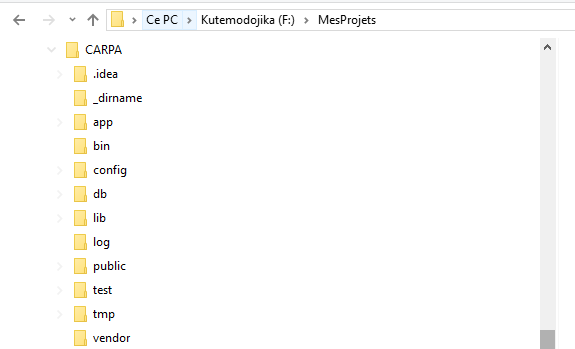 Ce PC Kutemodojika (F:) MesProjets
CARPA
.idea
_dirname
app
bin
config
db
lib
log
public
test
tmp
vendor